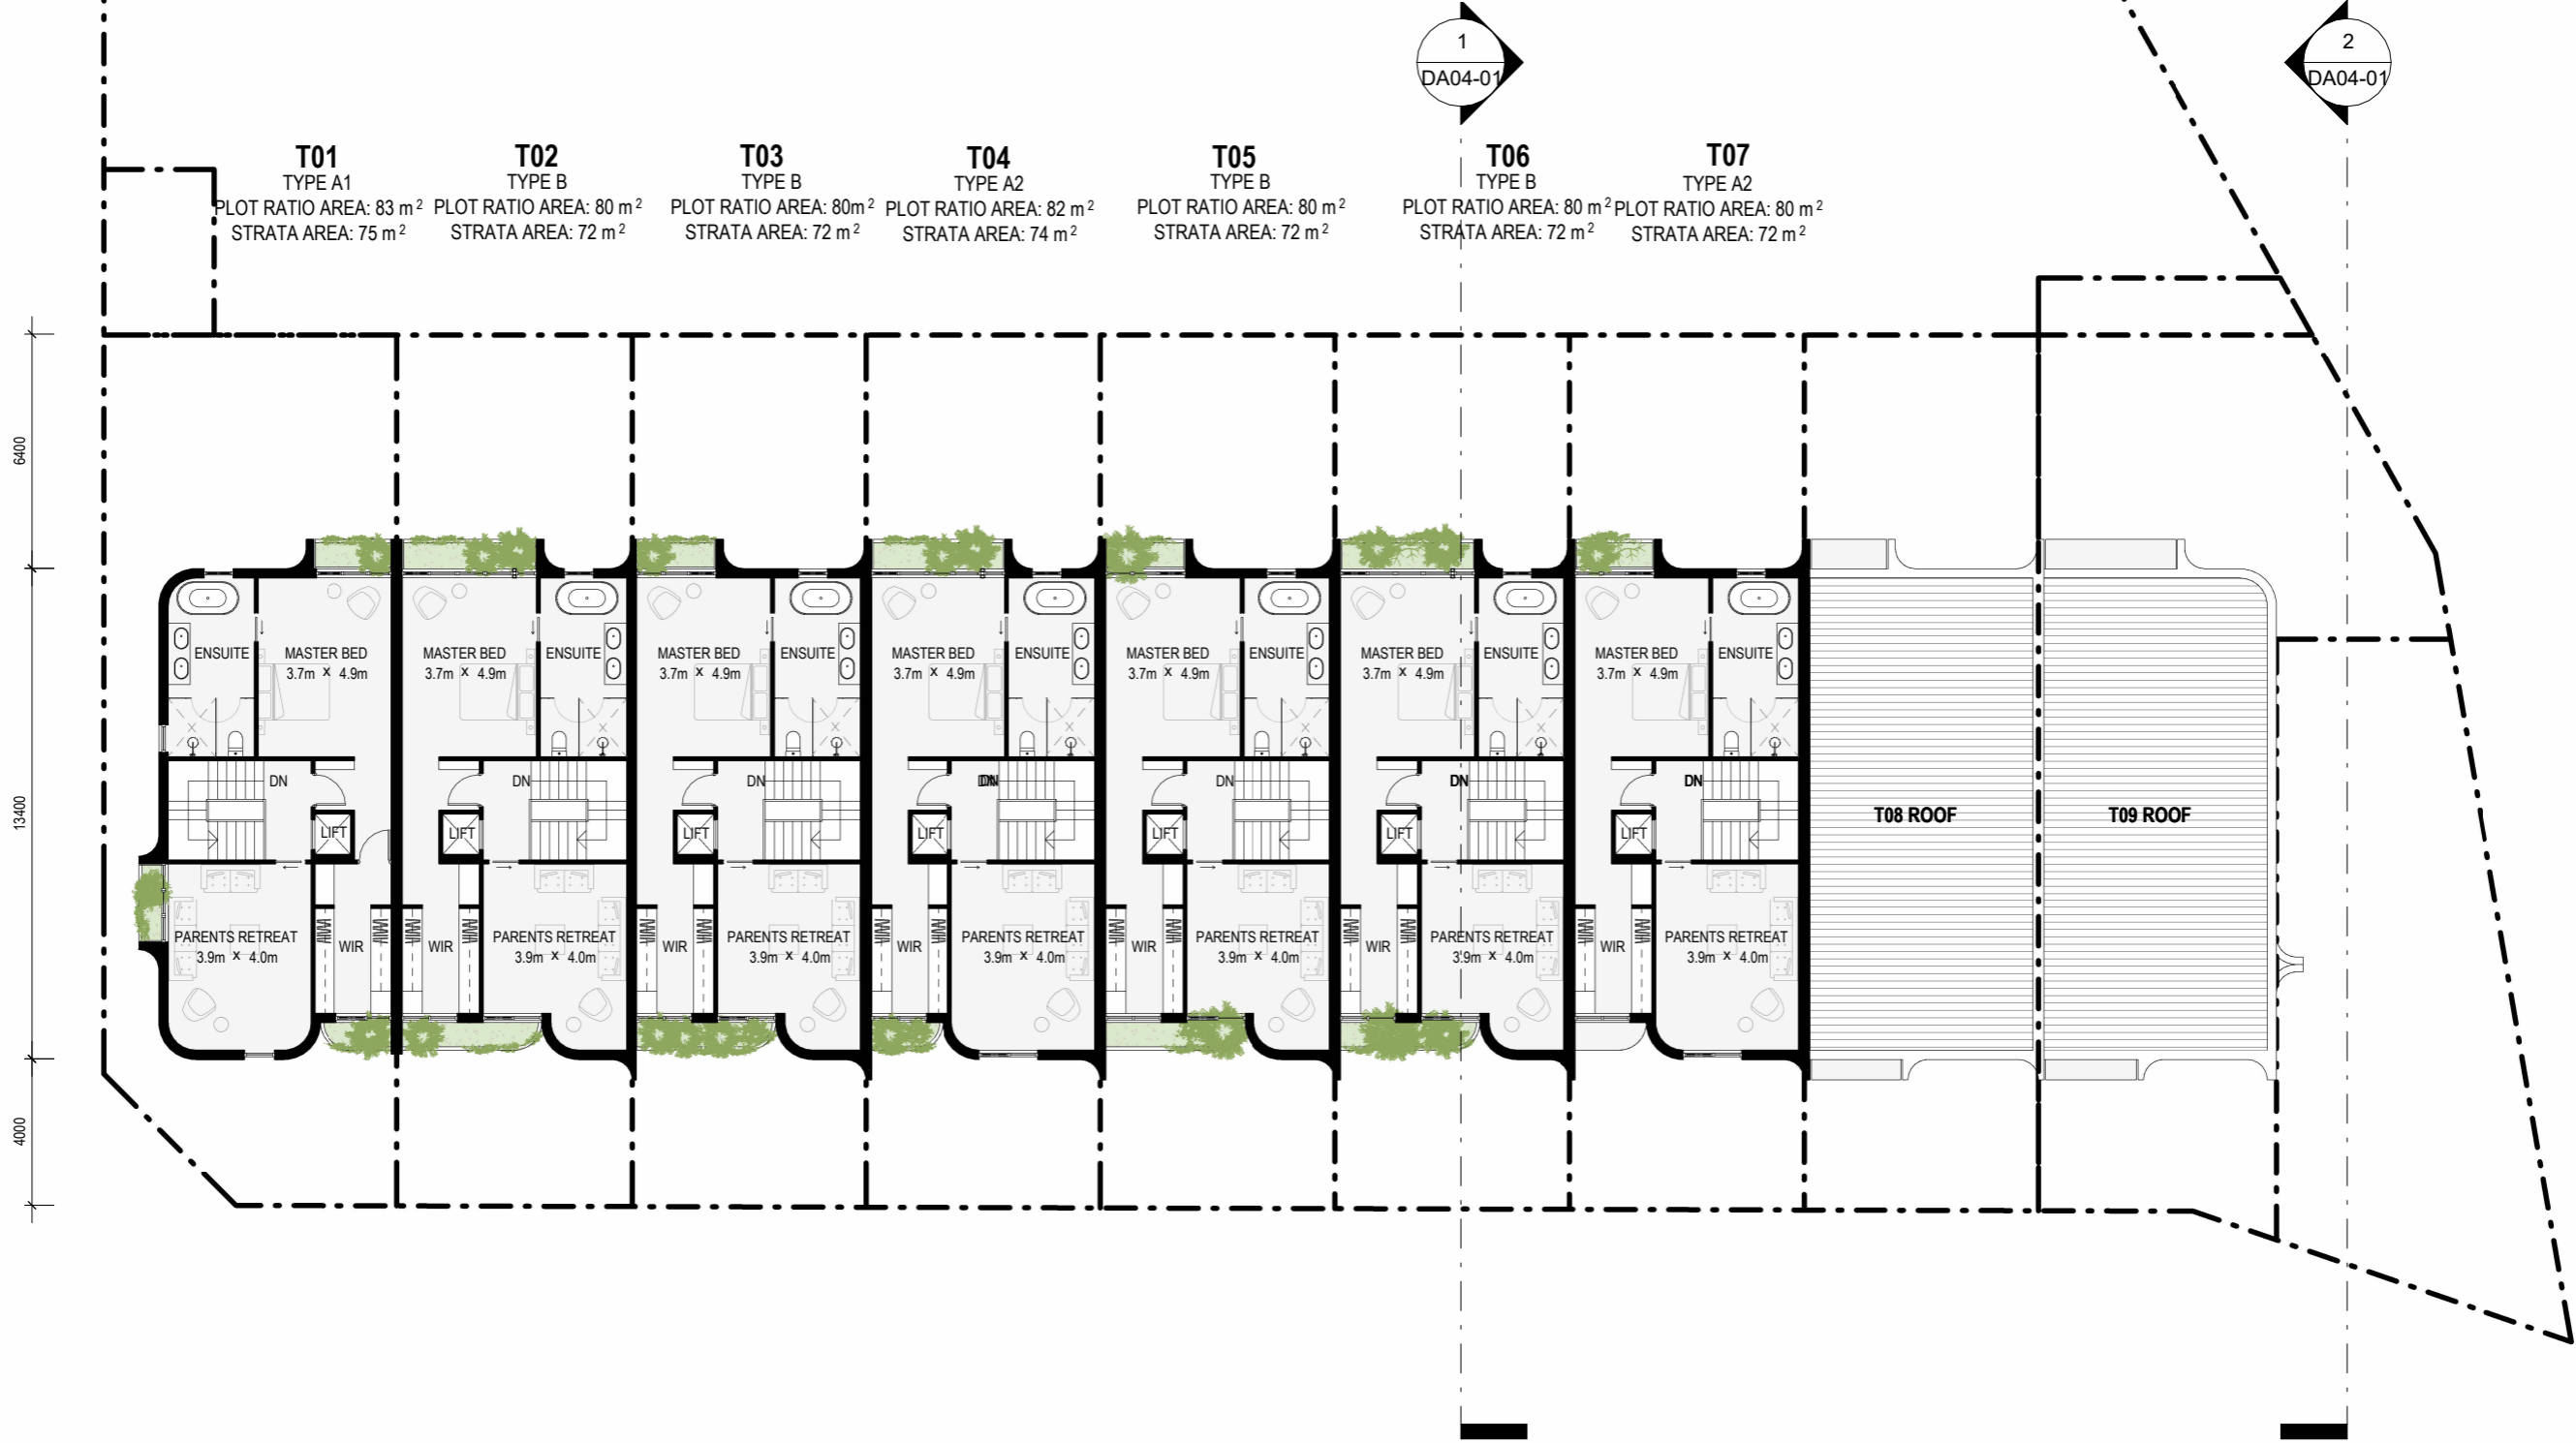 1
DA04-01
2
DA04-01
T01
TYPE A1
PLOT RATIO AREA: 83 m²
STRATA AREA: 75 m²
T02
TYPE B
PLOT RATIO AREA: 80 m²
STRATA AREA: 72 m²
T03
TYPE B
PLOT RATIO AREA: 80m²
STRATA AREA: 72 m²
T04
TYPE A2
PLOT RATIO AREA: 82 m²
STRATA AREA: 74 m²
T05
TYPE B
PLOT RATIO AREA: 80 m²
STRATA AREA: 72 m²
T06
TYPE B
PLOT RATIO AREA: 80 m²
STRATA AREA: 72 m²
T07
TYPE A2
PLOT RATIO AREA: 80 m²
STRATA AREA: 72 m²
6400
13400
4000
ENSUITE
MASTER BED
3.7m x 4.9m
DN
LIFT
PARENTS RETREAT
3.9m x 4.0m
WIR
MASTER BED
3.7m x 4.9m
ENSUITE
DN
LIFT
WIR
PARENTS RETREAT
3.9m x 4.0m
MASTER BED
3.7m x 4.9m
ENSUITE
DN
LIFT
WIR
PARENTS RETREAT
3.9m x 4.0m
MASTER BED
3.7m x 4.9m
ENSUITE
DN
LIFT
WIR
PARENTS RETREAT
3.9m x 4.0m
MASTER BED
3.7m x 4.9m
ENSUITE
DN
LIFT
WIR
PARENTS RETREAT
3.9m x 4.0m
MASTER BED
3.7m x 4.9m
ENSUITE
DN
LIFT
WIR
PARENTS RETREAT
3.9m x 4.0m
MASTER BED
3.7m x 4.9m
ENSUITE
DN
LIFT
WIR
PARENTS RETREAT
3.9m x 4.0m
T08 ROOF
T09 ROOF